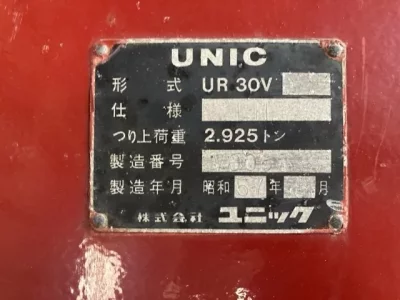 UNIC
形式 UR 30V
仕様
つり上荷重 2.925トン
製造番号
製造年月 昭和 年 月
株式会社 ユニック